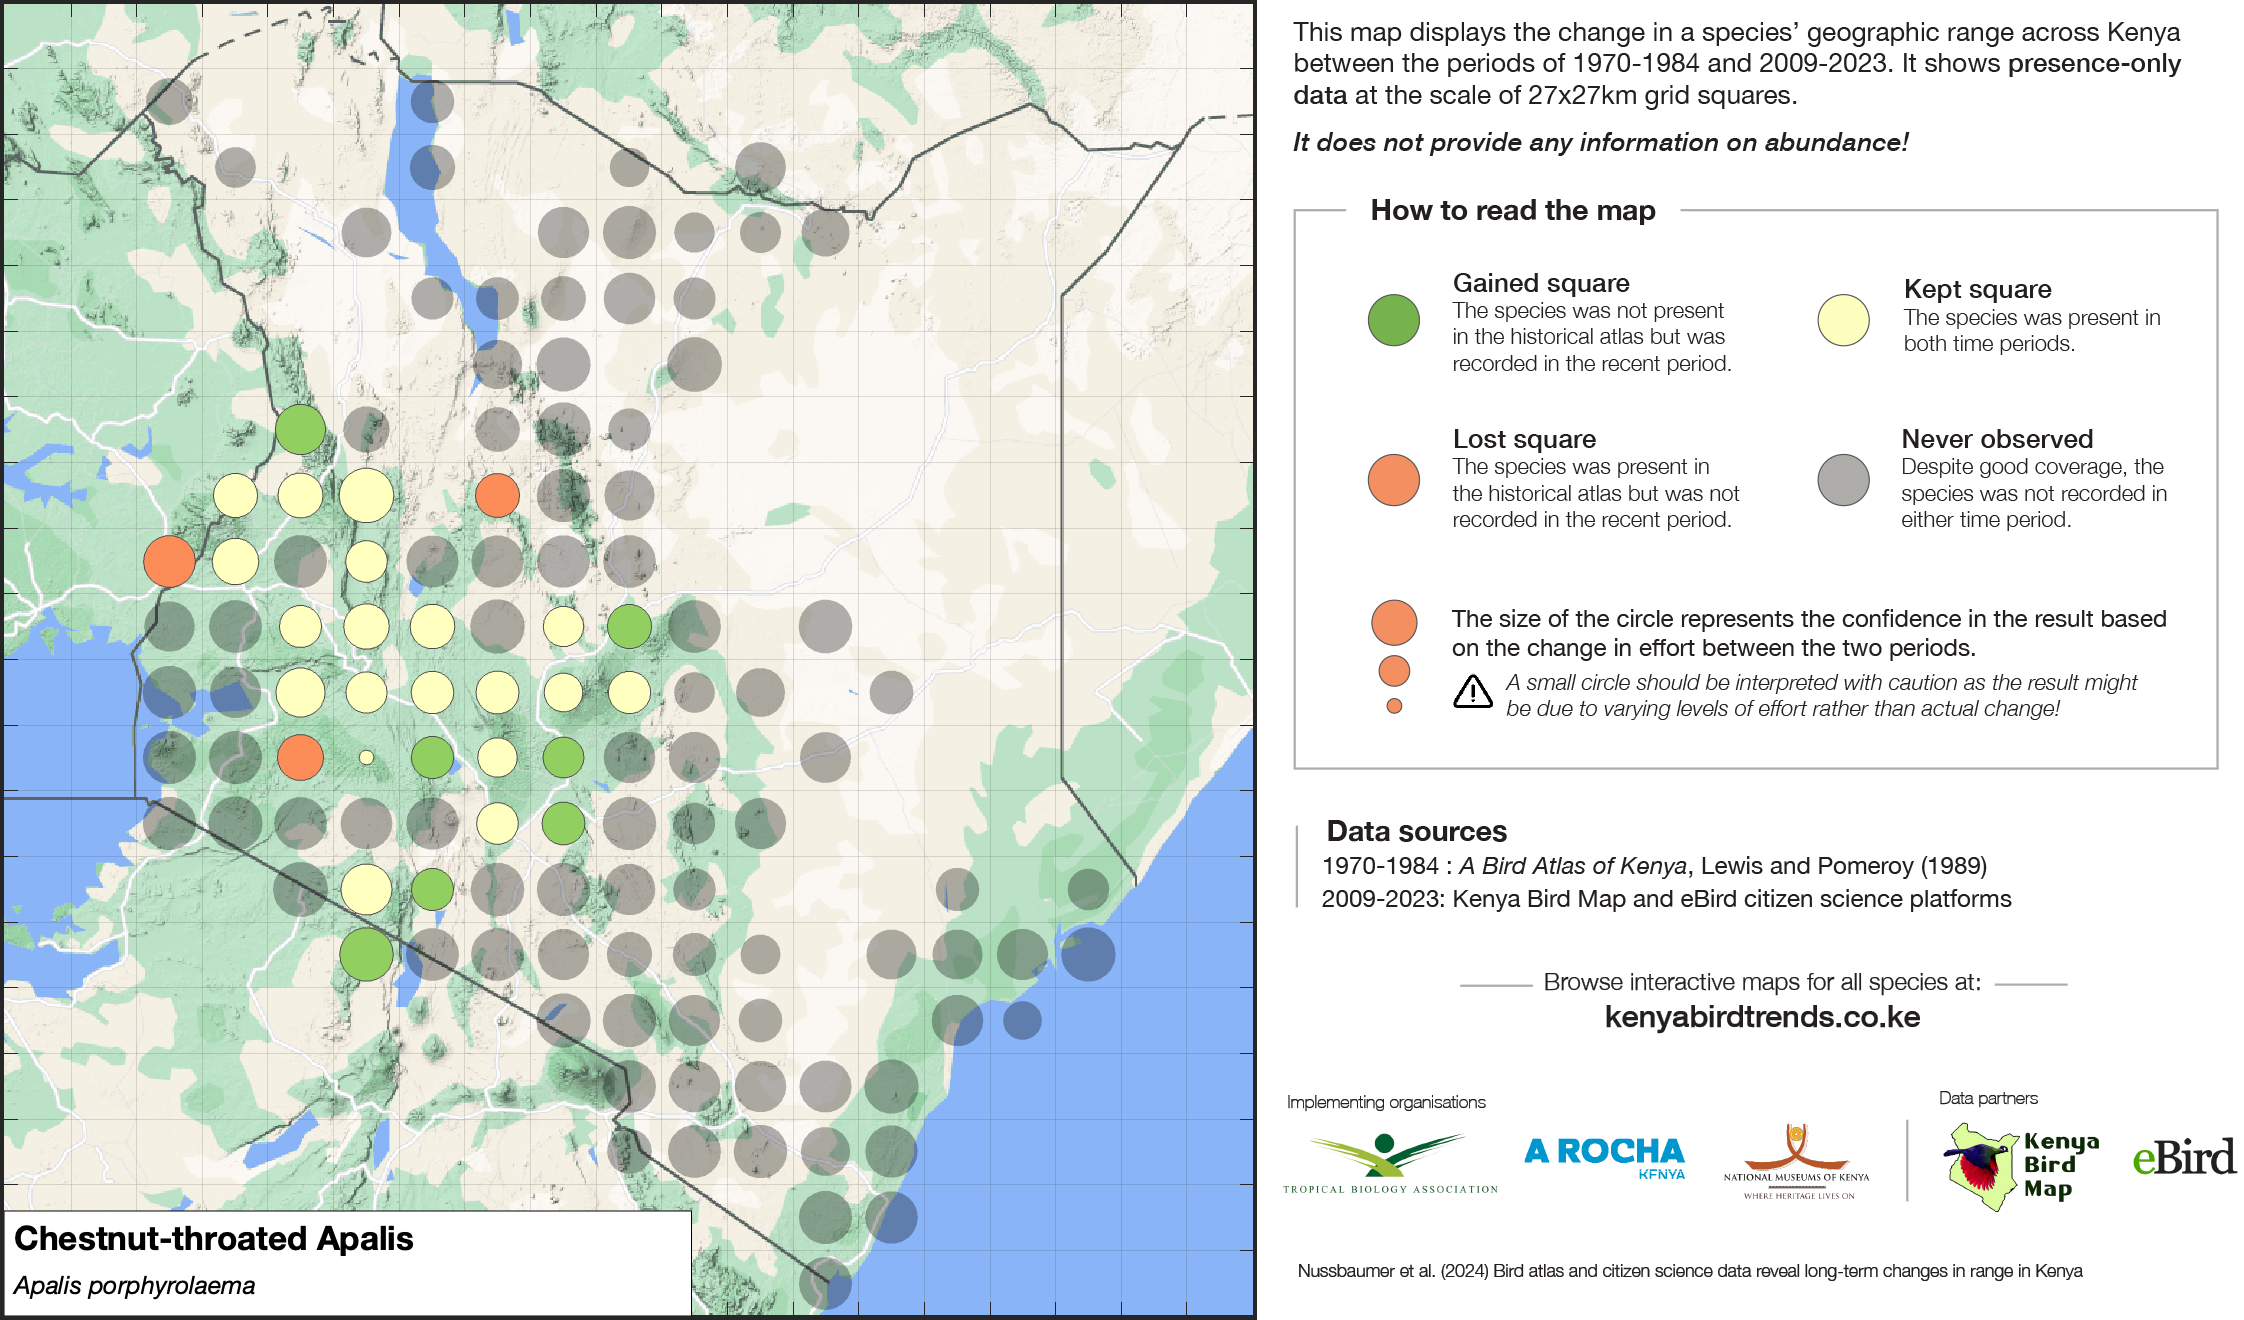 This map displays the change in a species’ geographic range across Kenya
between the periods of 1970-1984 and 2009-2023. It shows presence-only
data at the scale of 27x27km grid squares.
It does not provide any information on abundance!
How to read the map
Gained square
The species was not present
in the historical atlas but was
recorded in the recent period.
Kept square
The species was present in
both time periods.
Lost square
The species was present in
the historical atlas but was not
recorded in the recent period.
Never observed
Despite good coverage, the
species was not recorded in
either time period.
The size of the circle represents the confidence in the result based
on the change in effort between the two periods.
A small circle should be interpreted with caution as the result might
be due to varying levels of effort rather than actual change!
Data sources
1970-1984 : A Bird Atlas of Kenya, Lewis and Pomeroy (1989)
2009-2023: Kenya Bird Map and eBird citizen science platforms
Browse interactive maps for all species at:
kenyabirdtrends.co.ke
Implementing organisations
Data partners
TROPICAL BIOLOGY ASSOCIATION
A ROCHA
KENYA
NATIONAL MUSEUMS OF KENYA
WHERE HERITAGE LIVES ON
Kenya
Bird
Map
eBird
Chestnut-throated Apalis
Apalis porphyrolaema
Nussbaumer et al. (2024) Bird atlas and citizen science data reveal long-term changes in range in Kenya